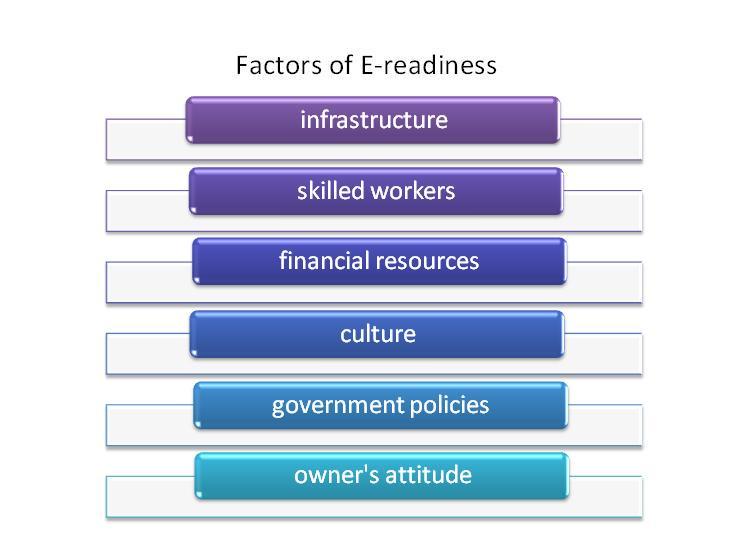 Factors of E-readiness
infrastructure
skilled workers
financial resources
culture
government policies
owner's attitude